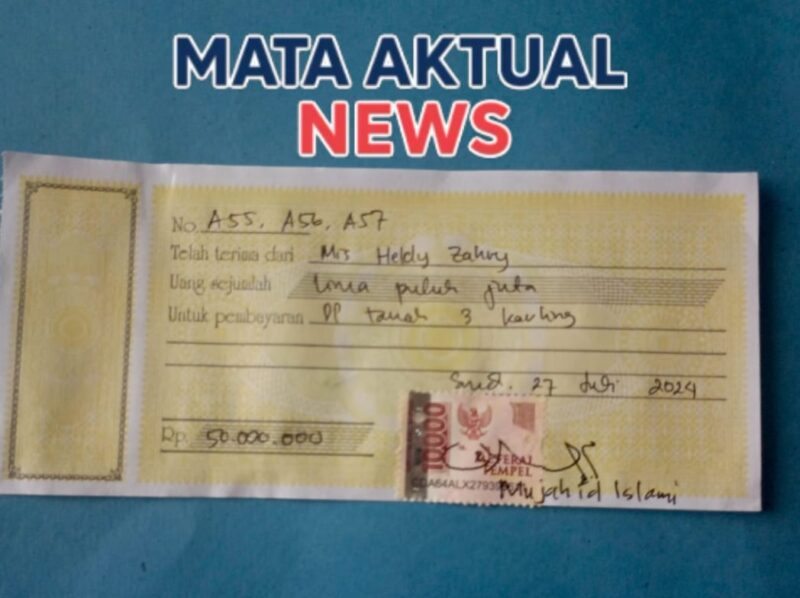 MATA AKTUAL
NEWS
No. A55, A56, A57
Telah terima dari Mrs Heldy Zahry
Uang sejumlah lima puluh juta
Untuk pembayaran DP tanah 3 kavling
27 Juli 2024
Rp. 50.000.000
10000
METERAI
TEMPEL
Mujahid Islami